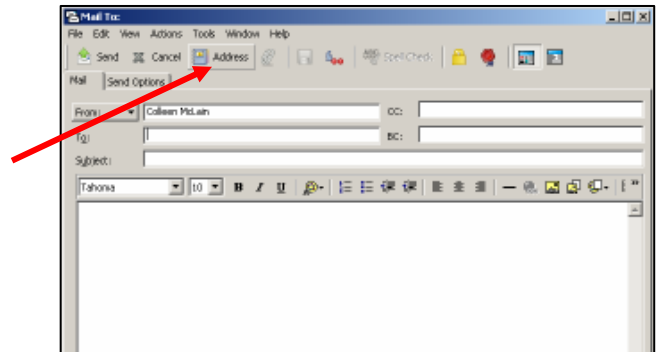 Mail To:
File Edit View Actions Tools Window Help
Send Cancel Address Spell Check
Mail Send Options
From: Colleen McLain CC:
To: BC:
Subject:
Tahoma 10 B I U